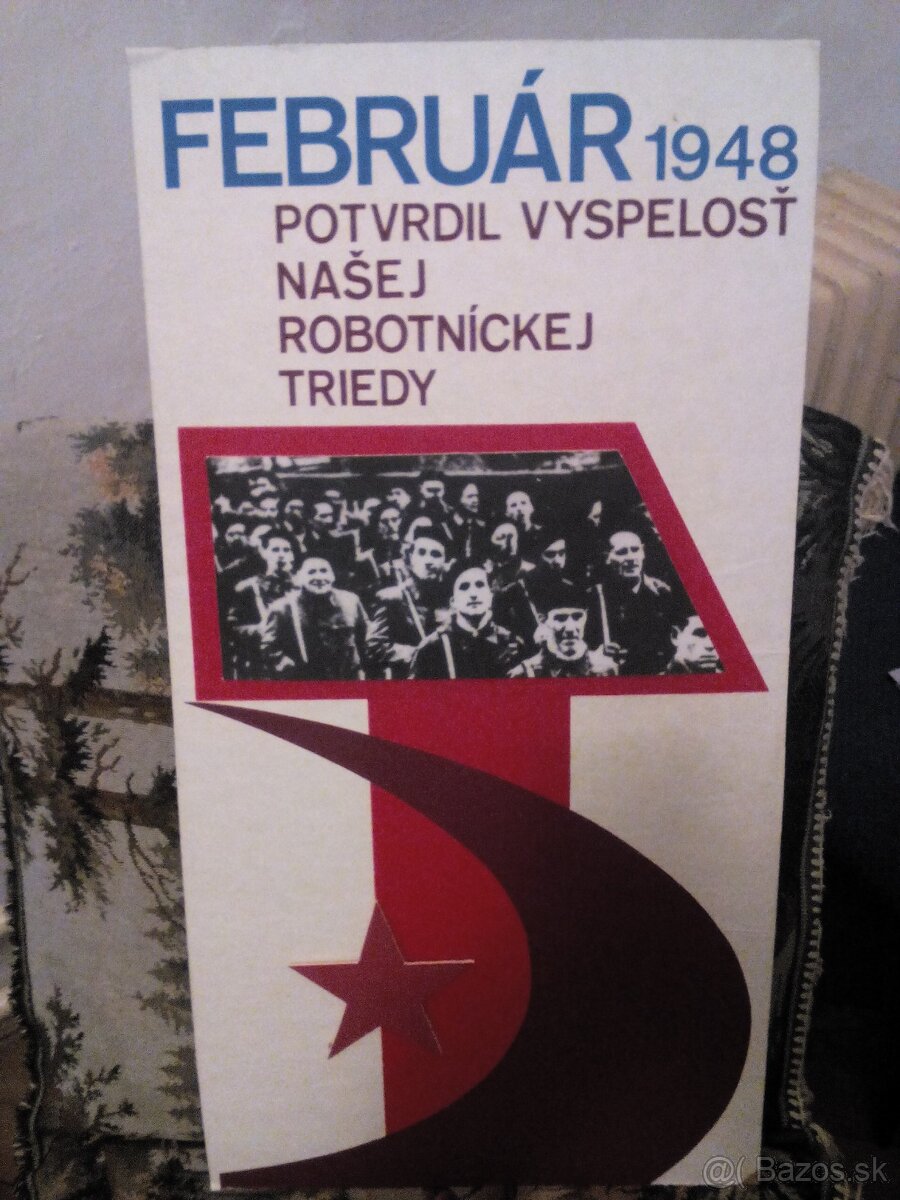 FEBRUÁR 1948
POTVRDIL VYSPELOSŤ
NAŠEJ
ROBOTNÍCKEJ
TRIEDY
@( Bazos.sk